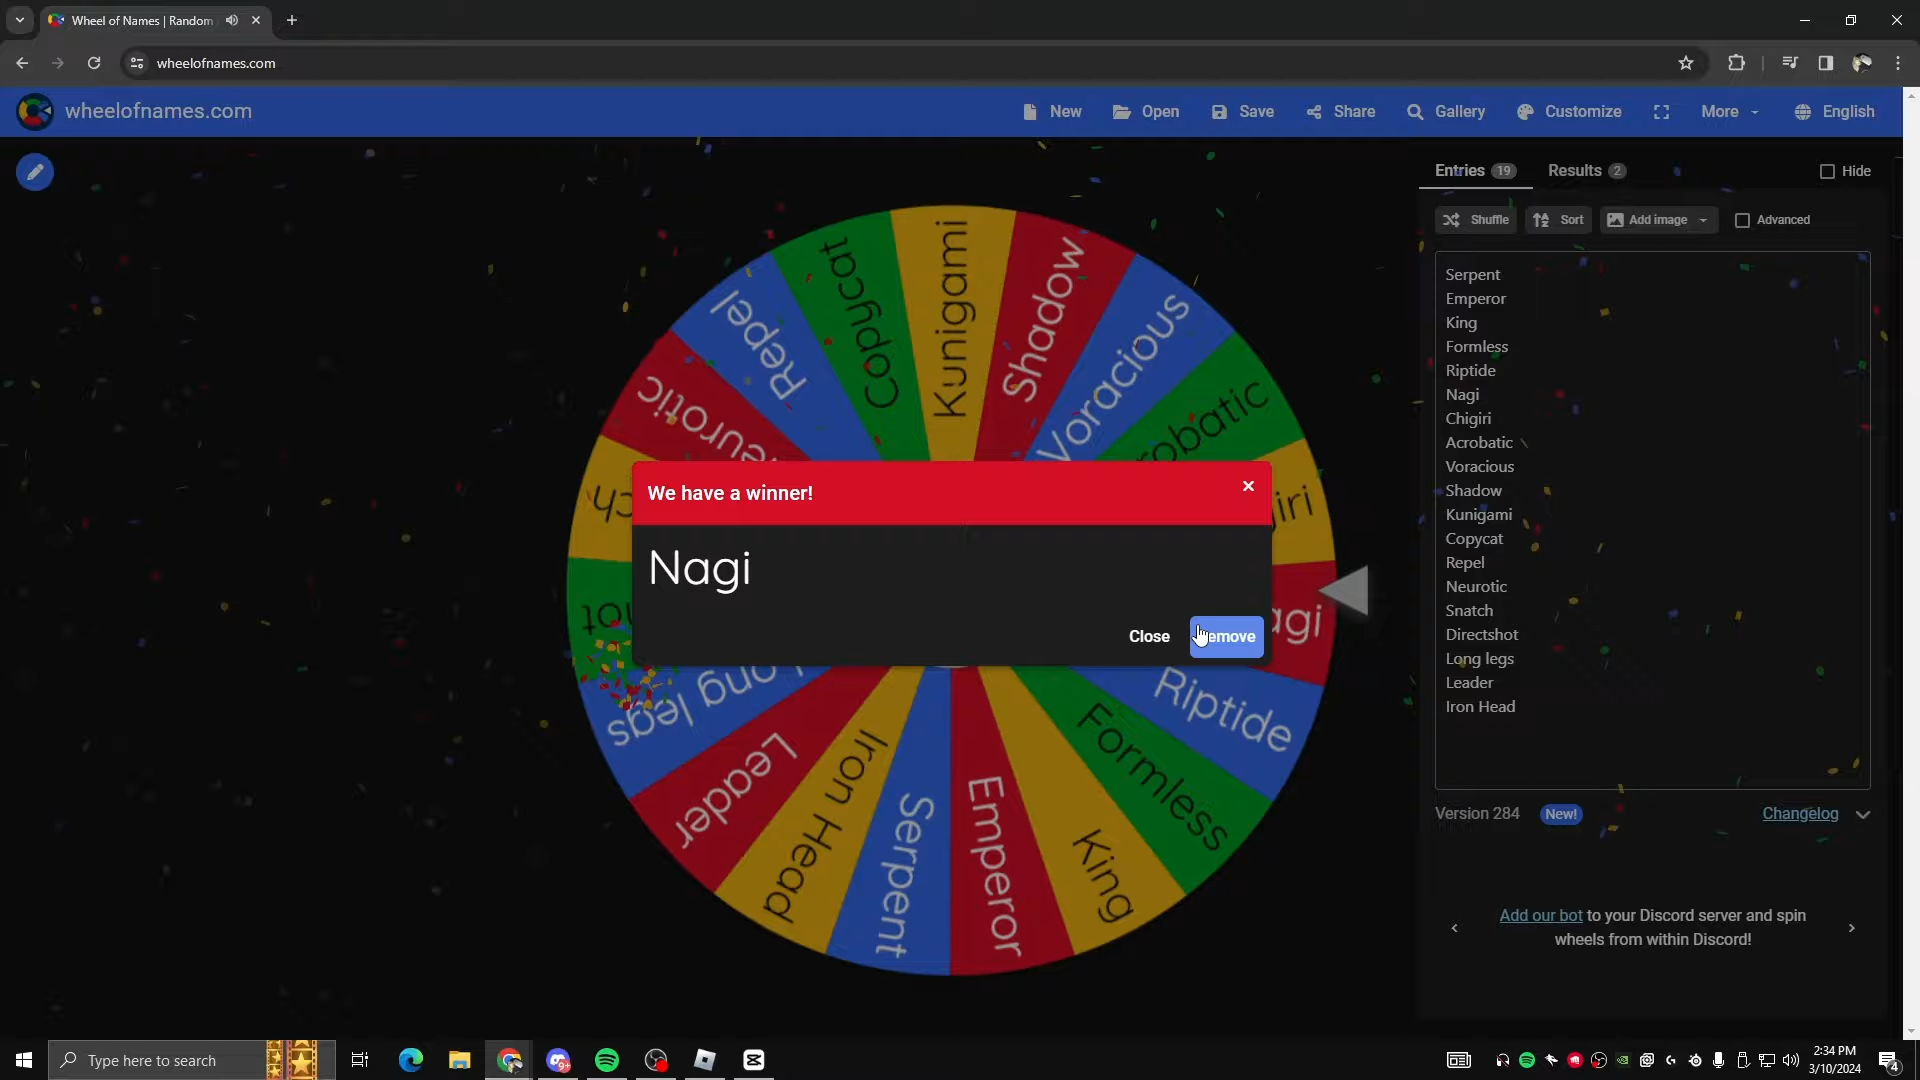 Wheel of Names | Random
wheelofnames.com
wheelofnames.com
New
Open
Save
Share
Gallery
Customize
More
English
Entries 19
Results 2
Hide
Shuffle
Sort
Add image
Advanced
Serpent
Emperor
King
Formless
Riptide
Nagi
Chigiri
Acrobatic
Voracious
Shadow
Kunigami
Copycat
Repel
Neurotic
Snatch
Directshot
Long legs
Leader
Iron Head
Version 284
New!
Changelog
Add our bot to your Discord server and spin
wheels from within Discord!
Copycat
Kunigami
Shadow
Voracious
Repel
We have a winner!
Nagi
Close
Riptide
Formless
King
Emperor
Serpent
Iron Head
Leader
Long legs
Type here to search
9+
2:34 PM
3/10/2024
4